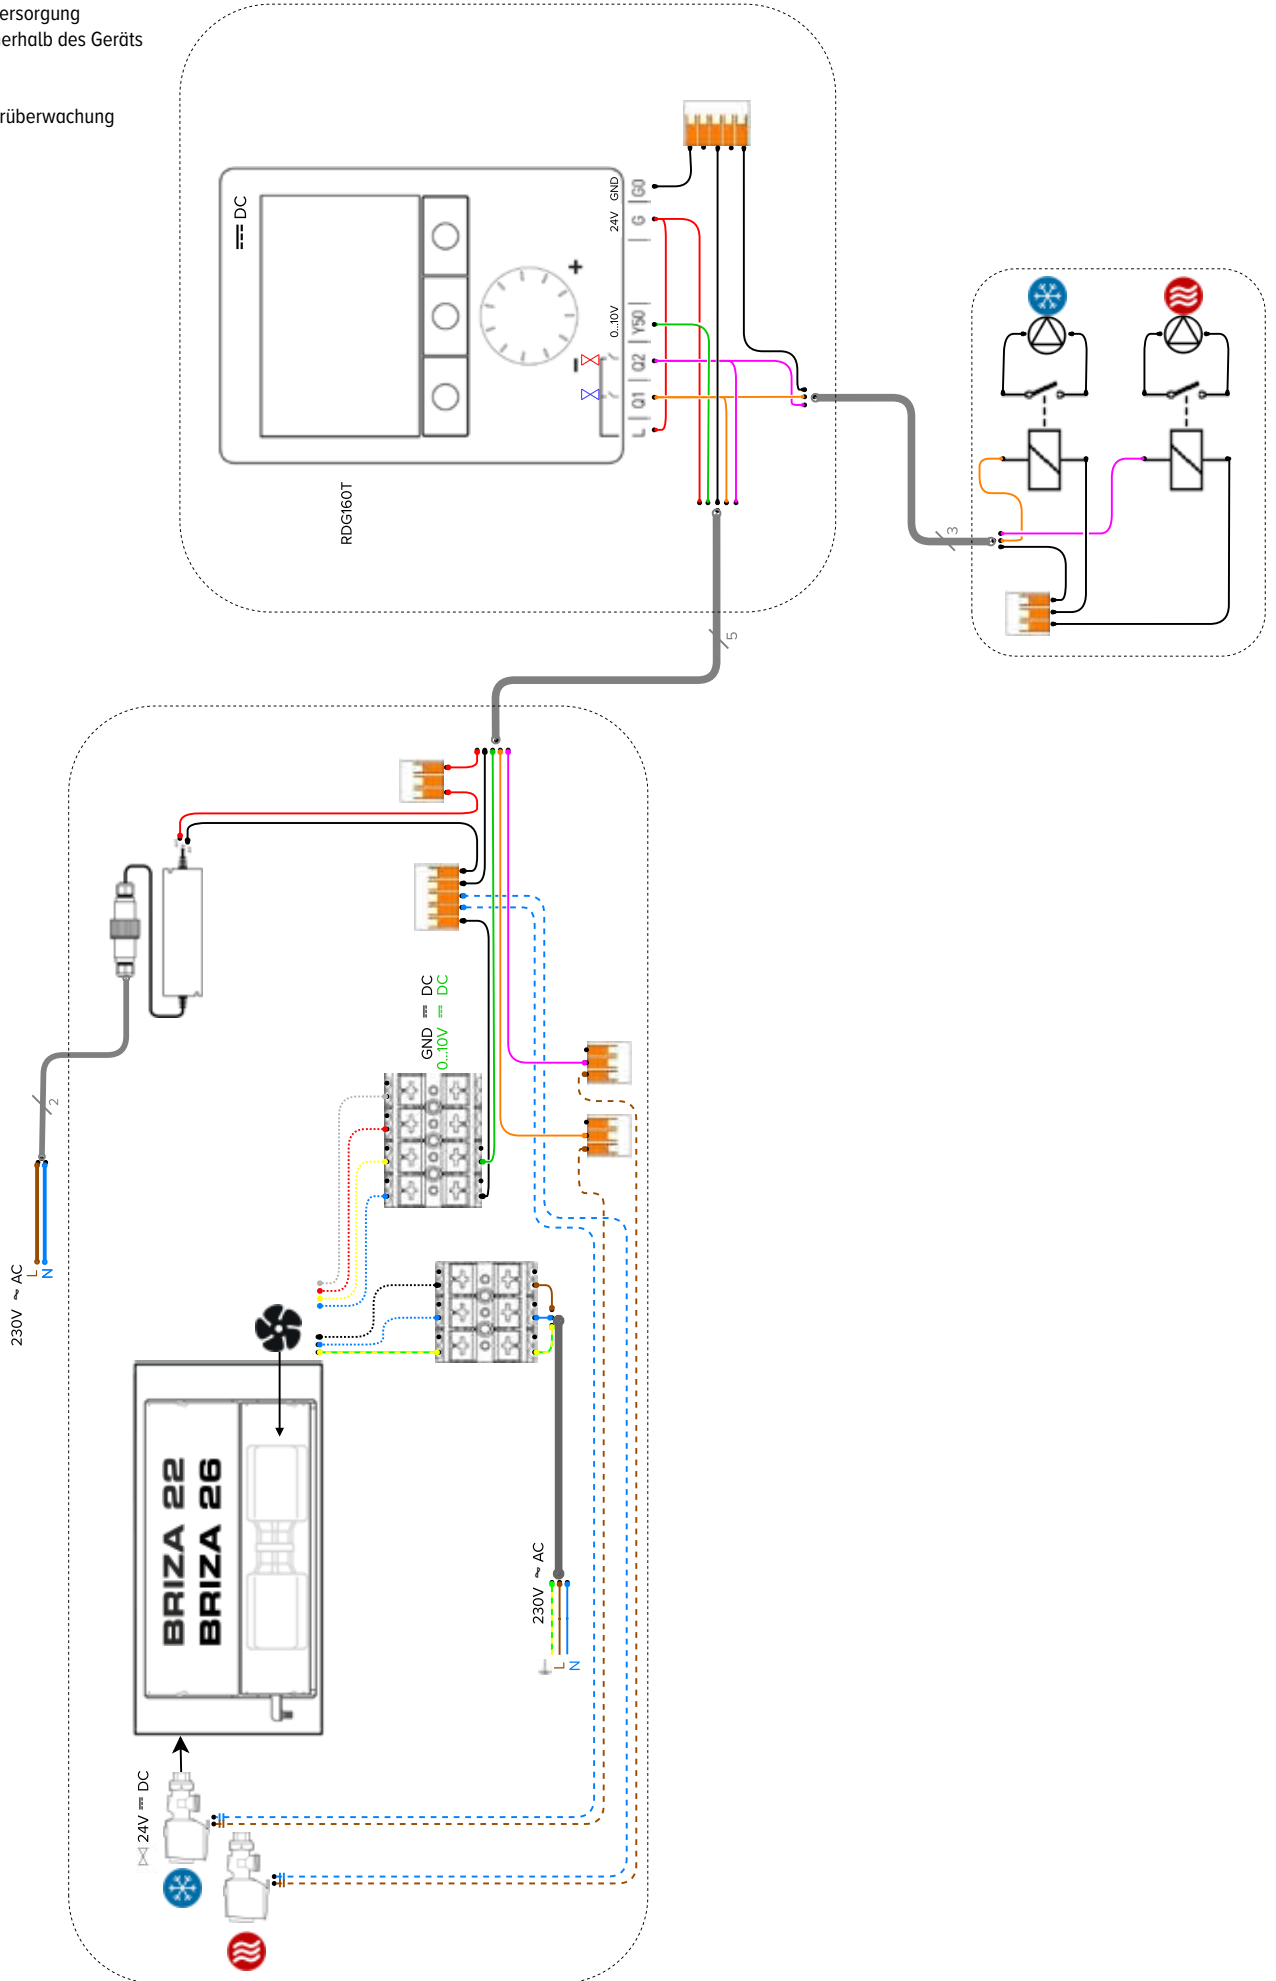 ersorgung
erhalb des Geräts
rüberwachung
DC
GND
G0
24V
G
0...10V
Y50
Q2
Q1
L
+
RDG160T
3
5
2
GND DC
0...10V DC
230V ~ AC
L
N
BRIZA 22
BRIZA 26
230V ~ AC
L
N
24V DC